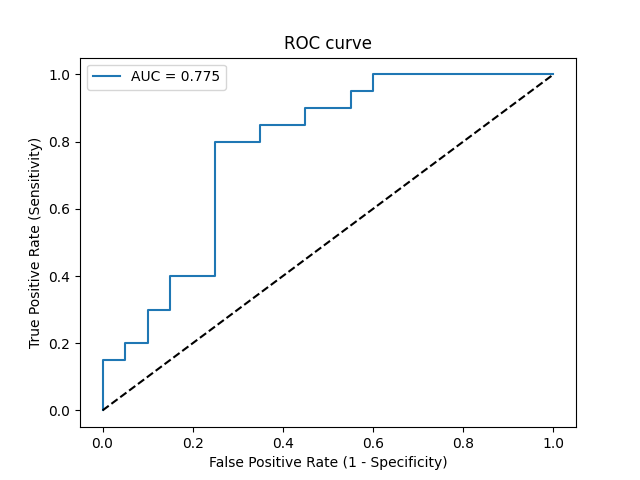 ROC curve
AUC = 0.775
True Positive Rate (Sensitivity)
1.0
0.8
0.6
0.4
0.2
0.0
0.0 0.2 0.4 0.6 0.8 1.0
False Positive Rate (1 - Specificity)